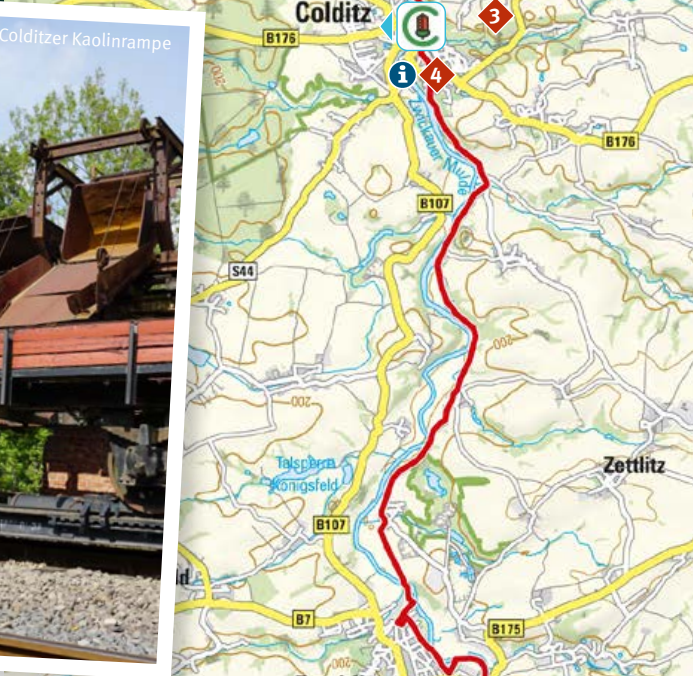 Colditzer Kaolinrampe
Colditz
3
B176
i
4
200
Zwickauer Mulde
B176
B107
S44
200
200
Talsperre
Königsfeld
Zettlitz
B107
B7
B175
200